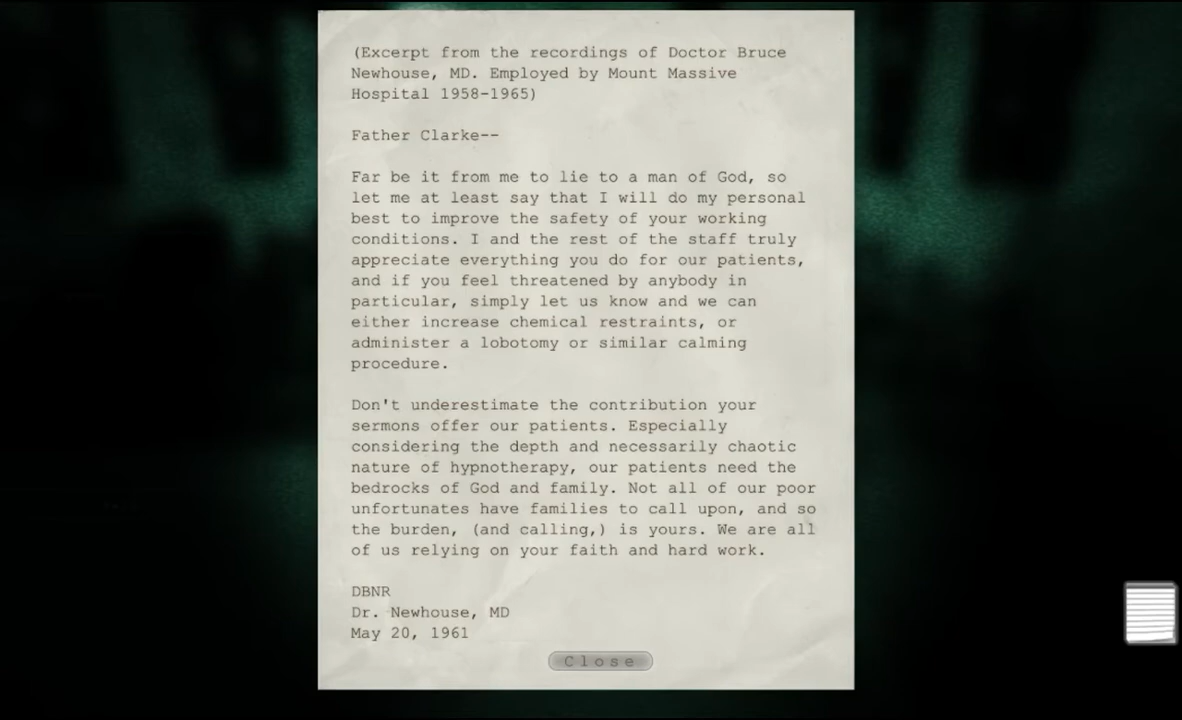 (Excerpt from the recordings of Doctor Bruce
Newhouse, MD. Employed by Mount Massive
Hospital 1958-1965)
Father Clarke--
Far be it from me to lie to a man of God, so
let me at least say that I will do my personal
best to improve the safety of your working
conditions. I and the rest of the staff truly
appreciate everything you do for our patients,
and if you feel threatened by anybody in
particular, simply let us know and we can
either increase chemical restraints, or
administer a lobotomy or similar calming
procedure.
Don't underestimate the contribution your
sermons offer our patients. Especially
considering the depth and necessarily chaotic
nature of hypnotherapy, our patients need the
bedrocks of God and family. Not all of our poor
unfortunates have families to call upon, and so
the burden, (and calling,) is yours. We are all
of us relying on your faith and hard work.
DBNR
Dr. Newhouse, MD
May 20, 1961
Close